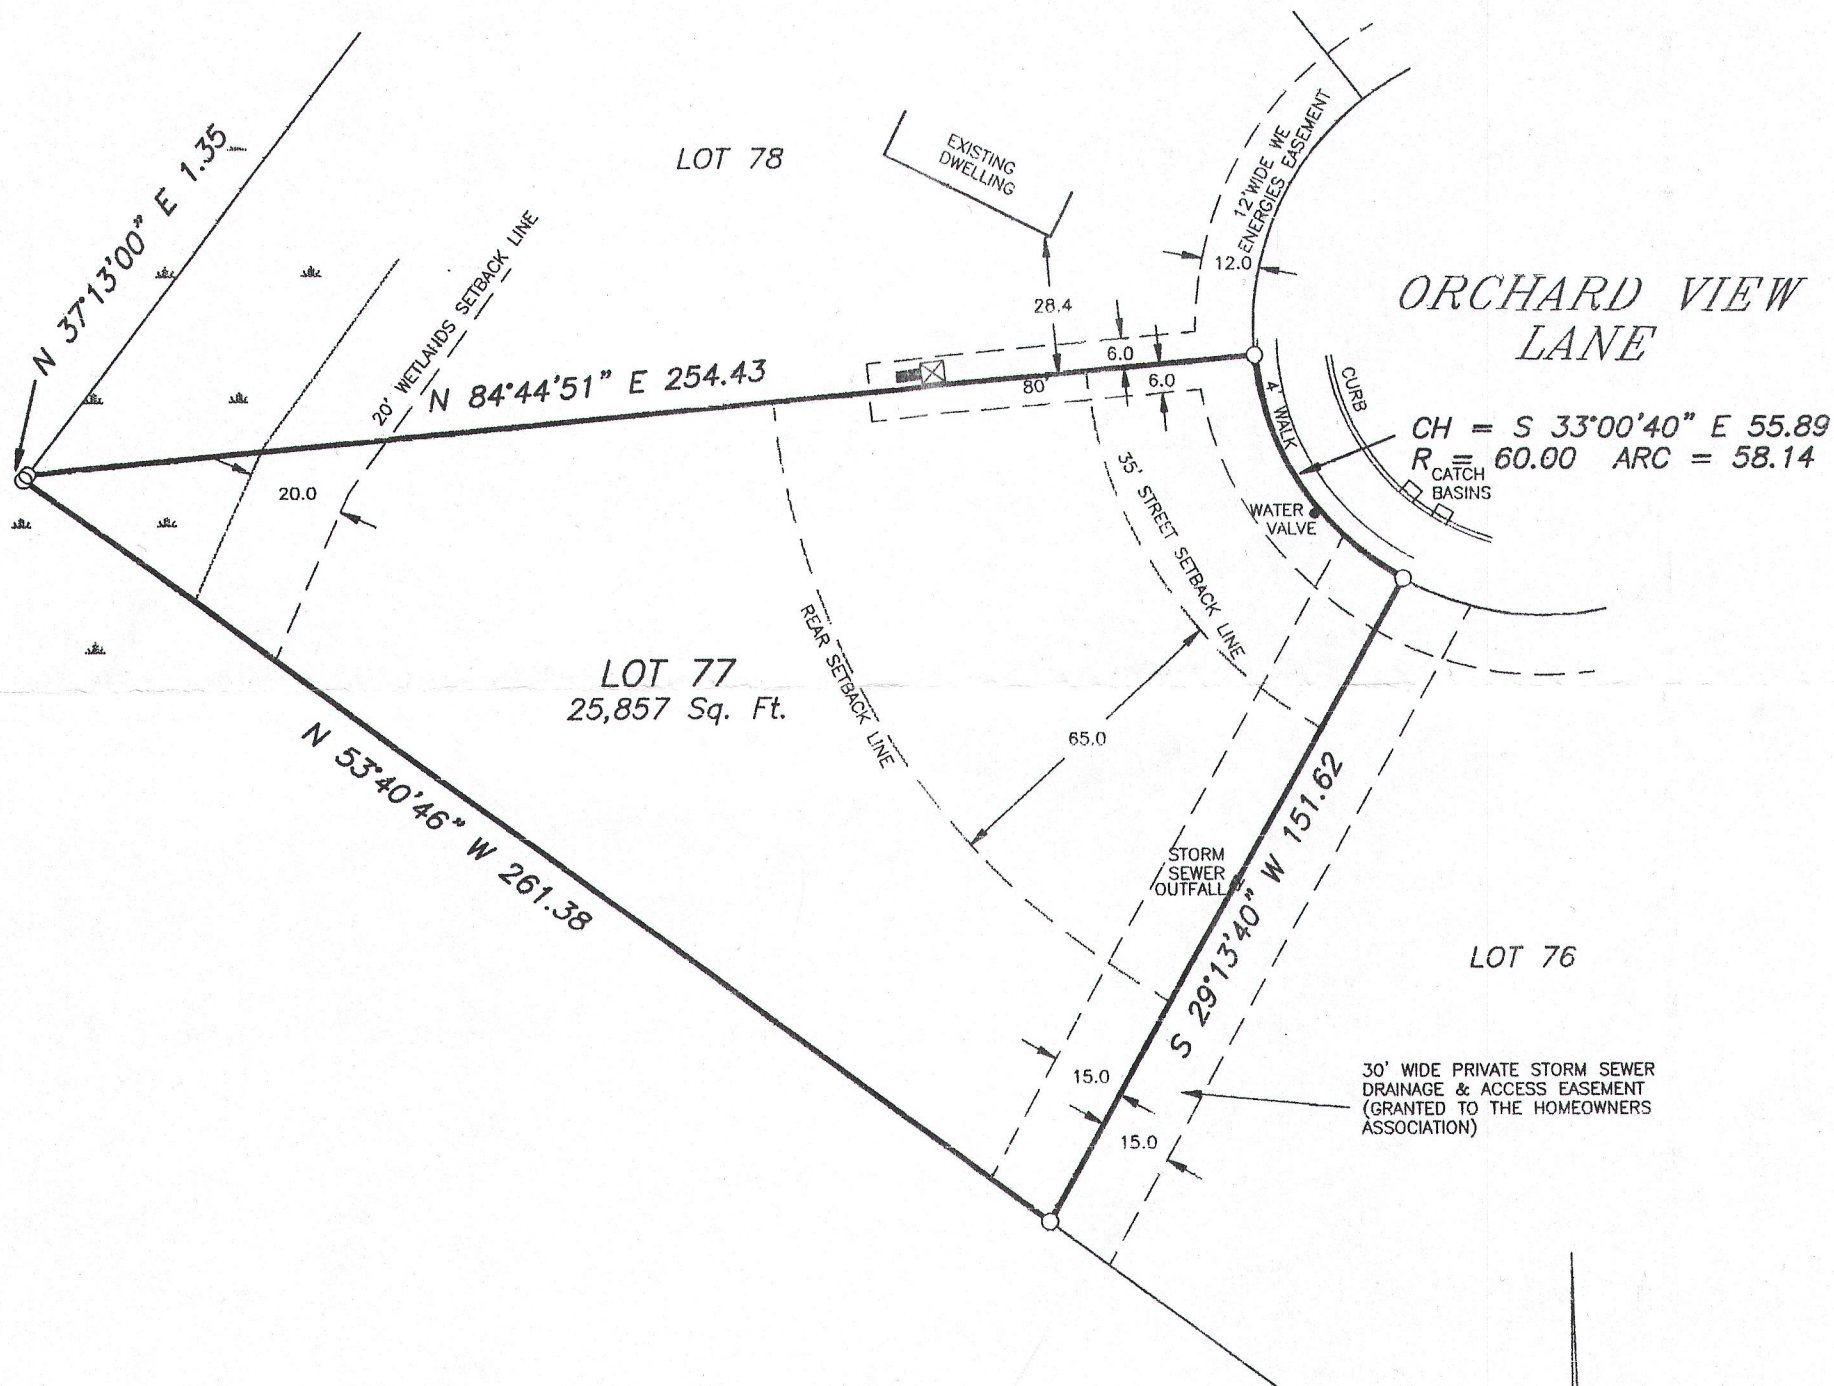 LOT 78
EXISTING
DWELLING
12' WIDE WE
ENERGIES EASEMENT
12.0
N 37°13'00" E 1.35
20' WETLANDS SETBACK LINE
28.4
ORCHARD VIEW
LANE
N 84°44'51" E 254.43
6.0
80'
6.0
4' WALK
CURB
CH = S 33°00'40" E 55.89
R = 60.00 ARC = 58.14
CATCH
BASINS
20.0
35' STREET SETBACK LINE
WATER
VALVE
REAR SETBACK LINE
LOT 77
25,857 Sq. Ft.
65.0
N 53°40'46" W 261.38
S 29°13'40" W 151.62
STORM
SEWER
OUTFALL
LOT 76
15.0
15.0
30' WIDE PRIVATE STORM SEWER
DRAINAGE & ACCESS EASEMENT
(GRANTED TO THE HOMEOWNERS
ASSOCIATION)